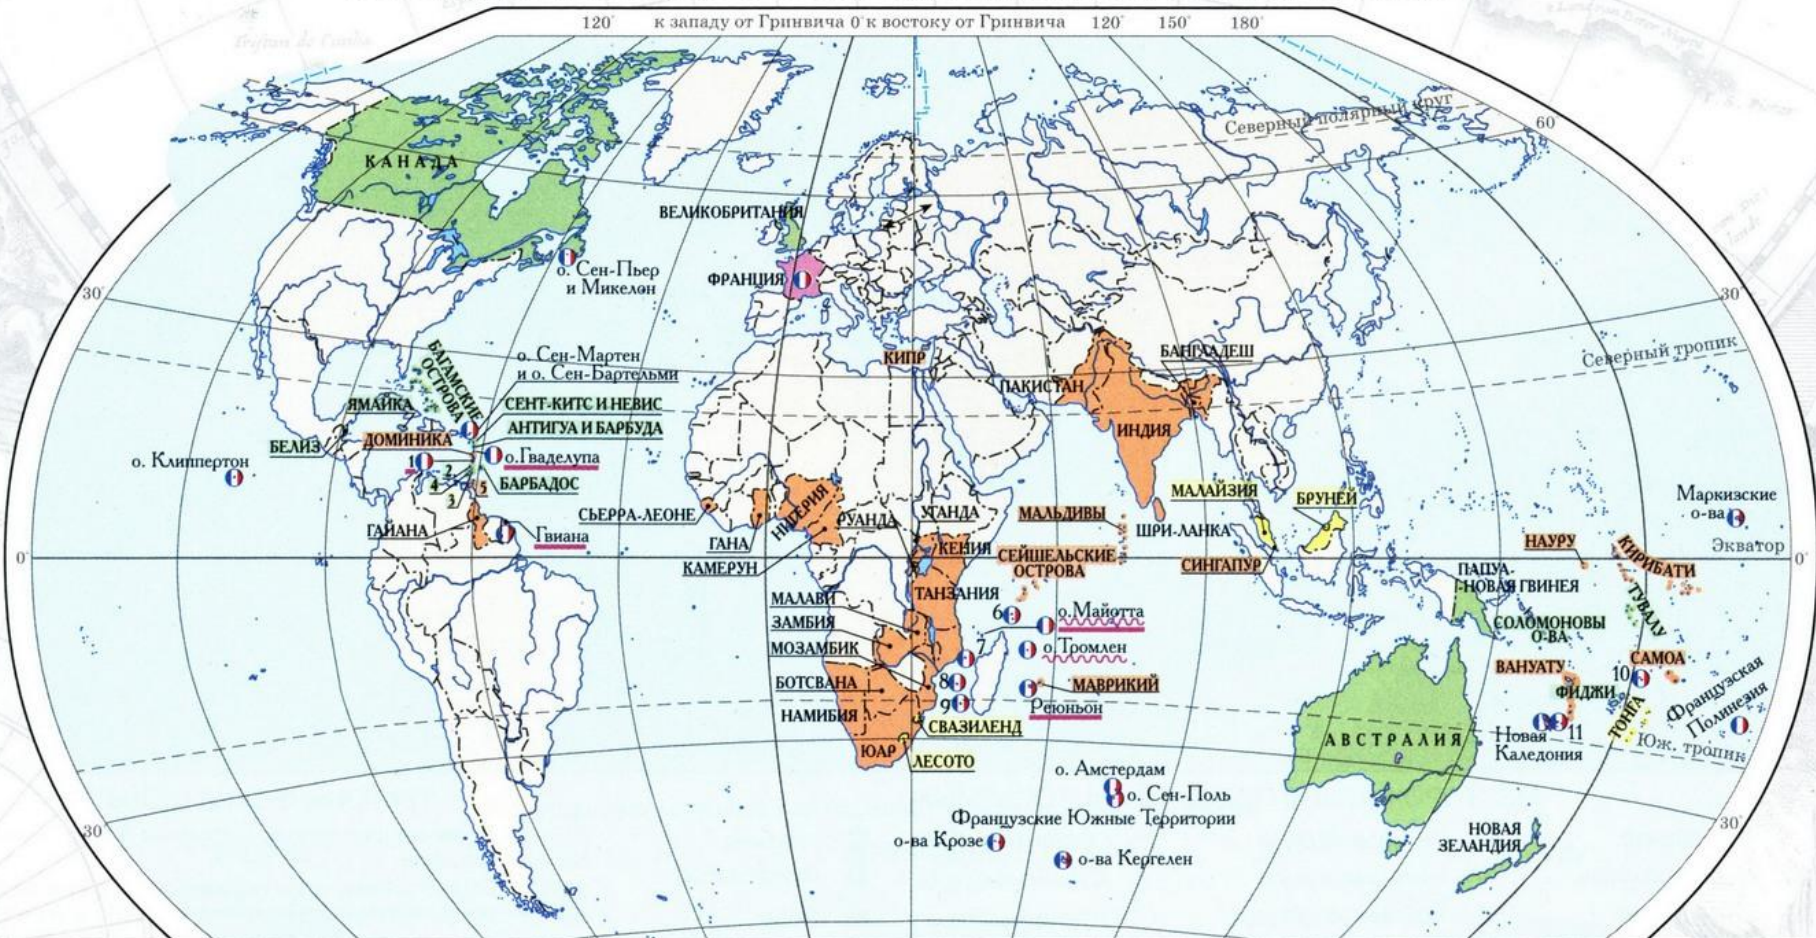 120° к западу от Гринвича 0° к востоку от Гринвича 120° 150° 180°
Северный полярный круг
60
КАНАДА
ВЕЛИКОБРИТАНИЯ
о. Сен-Пьер
и Микелон
ФРАНЦИЯ
30°
30°
Северный тропик
БАГАМСКИЕ
ОСТРОВА
о. Сен-Мартен
и о. Сен-Бартельми
КИПР
БАНГЛАДЕШ
ПАКИСТАН
ЯМАЙКА
СЕНТ-КИТС И НЕВИС
АНТИГУА И БАРБУДА
ИНДИЯ
БЕЛИЗ
ДОМИНИКА
о. Клиппертон
1
о.Гваделупа
2
4
3
5
БАРБАДОС
МАЛАЙЗИЯ
БРУНЕЙ
Маркизские
о-ва
СЬЕРРА-ЛЕОНЕ
НИГЕРИЯ
РУАНДА
УГАНДА
МАЛЬДИВЫ
ШРИ-ЛАНКА
ГАЙАНА
Гвиана
ГАНА
КЕНИЯ
СЕЙШЕЛЬСКИЕ
ОСТРОВА
НАУРУ
КИРИБАТИ
Экватор
0°
0°
КАМЕРУН
СИНГАПУР
ПАПУА-
НОВАЯ ГВИНЕЯ
ТАНЗАНИЯ
МАЛАВИ
ТУВАЛУ
6
о.Майотта
ЗАМБИЯ
СОЛОМОНОВЫ
О-ВА
МОЗАМБИК
7
о.Тромлен
ВАНУАТУ
САМОА
БОТСВАНА
8
МАВРИКИЙ
10
ФИДЖИ
9
Реюньон
НАМИБИЯ
СВАЗИЛЕНД
ТОНГА
Французская
Полинезия
Новая
Каледония
11
ЮАР
АВСТРАЛИЯ
Юж. тропик
ЛЕСОТО
о. Амстердам
о. Сен-Поль
Французские Южные Территории
30°
30°
о-ва Крозе
НОВАЯ
ЗЕЛАНДИЯ
о-ва Кергелен